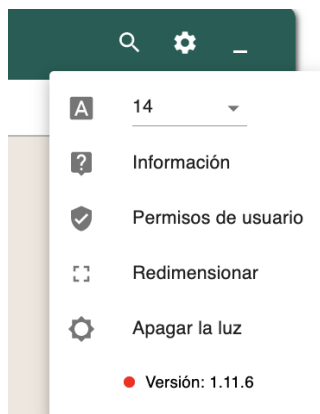 A 14
? Información
Permisos de usuario
Redimensionar
Apagar la luz
Versión: 1.11.6